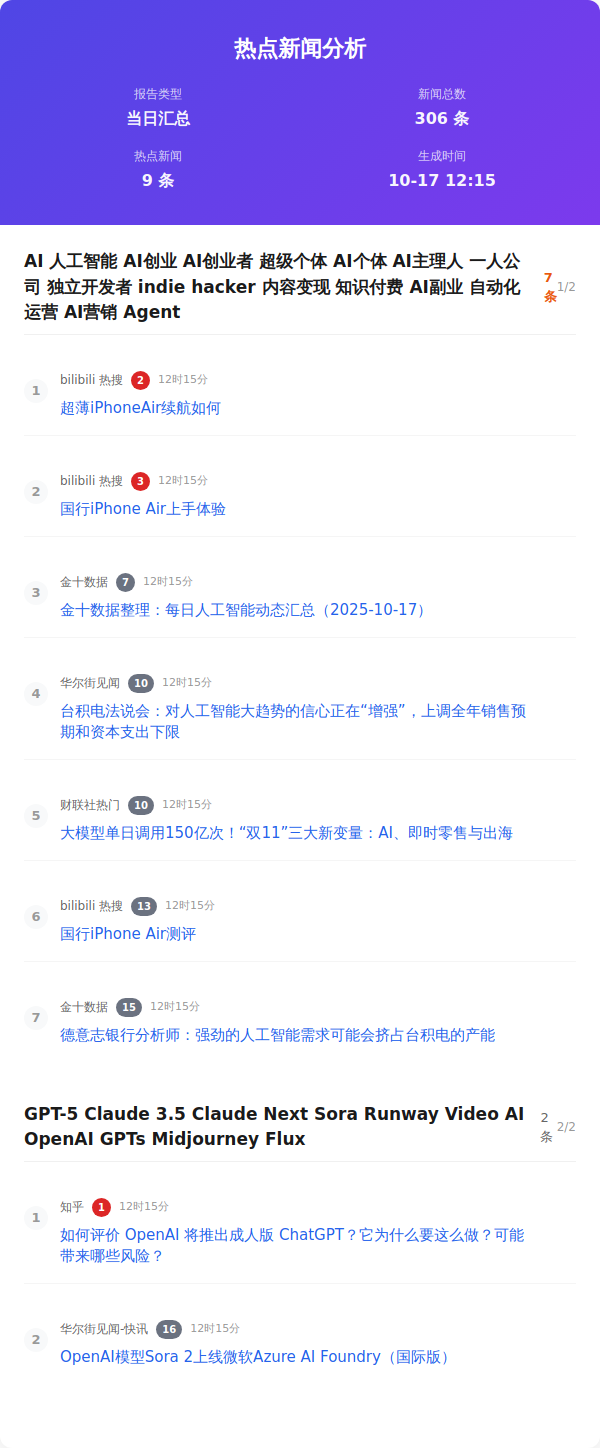 热点新闻分析
报告类型
新闻总数
当日汇总
306 条
热点新闻
生成时间
9 条
10-17 12:15
AI 人工智能 AI创业 AI创业者 超级个体 AI个体 AI主理人 一人公
司 独立开发者 indie hacker 内容变现 知识付费 AI副业 自动化
运营 AI营销 Agent
7
条
1/2
1
bilibili 热搜 2 12时15分
超薄iPhoneAir续航如何
2
bilibili 热搜 3 12时15分
国行iPhone Air上手体验
3
金十数据 7 12时15分
金十数据整理：每日人工智能动态汇总（2025-10-17）
4
华尔街见闻 10 12时15分
台积电法说会：对人工智能大趋势的信心正在“增强”，上调全年销售预
期和资本支出下限
5
财联社热门 10 12时15分
大模型单日调用150亿次！“双11”三大新变量：AI、即时零售与出海
6
bilibili 热搜 13 12时15分
国行iPhone Air测评
7
金十数据 15 12时15分
德意志银行分析师：强劲的人工智能需求可能会挤占台积电的产能
GPT-5 Claude 3.5 Claude Next Sora Runway Video AI
OpenAI GPTs Midjourney Flux
2
条
2/2
1
知乎 1 12时15分
如何评价 OpenAI 将推出成人版 ChatGPT？它为什么要这么做？可能
带来哪些风险？
2
华尔街见闻-快讯 16 12时15分
OpenAI模型Sora 2上线微软Azure AI Foundry（国际版）